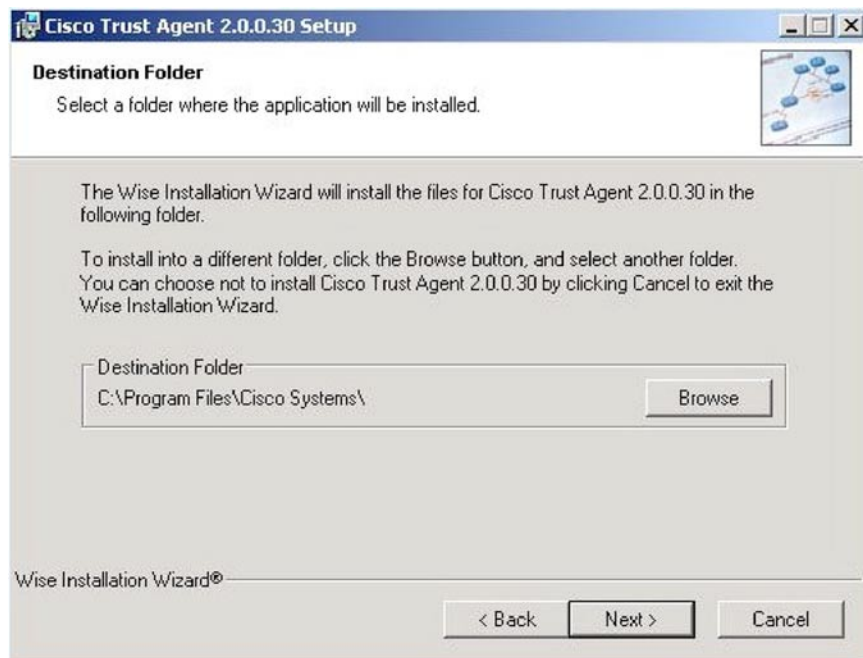 Cisco Trust Agent 2.0.0.30 Setup
Destination Folder
Select a folder where the application will be installed.
The Wise Installation Wizard will install the files for Cisco Trust Agent 2.0.0.30 in the
following folder.
To install into a different folder, click the Browse button, and select another folder.
You can choose not to install Cisco Trust Agent 2.0.0.30 by clicking Cancel to exit the
Wise Installation Wizard.
Destination Folder
C:\Program Files\Cisco Systems\
Browse
Wise Installation Wizard®
< Back
Next >
Cancel